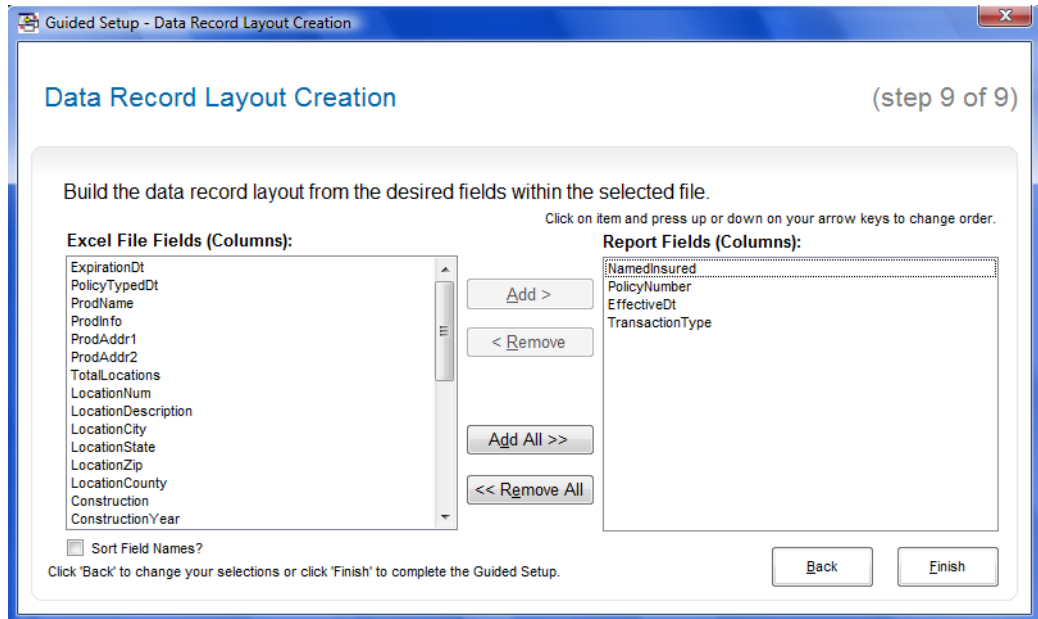 Guided Setup - Data Record Layout Creation
Data Record Layout Creation
(step 9 of 9)
Build the data record layout from the desired fields within the selected file.
Click on item and press up or down on your arrow keys to change order.
Excel File Fields (Columns):
ExpirationDt
PolicyTypedDt
ProdName
ProdInfo
ProdAddr1
ProdAddr2
TotalLocations
LocationNum
LocationDescription
LocationCity
LocationState
LocationZip
LocationCounty
Construction
ConstructionYear
Add >
< Remove
Add All >>
<< Remove All
Report Fields (Columns):
NamedInsured
PolicyNumber
EffectiveDt
TransactionType
Sort Field Names?
Click 'Back' to change your selections or click 'Finish' to complete the Guided Setup.
Back
Finish